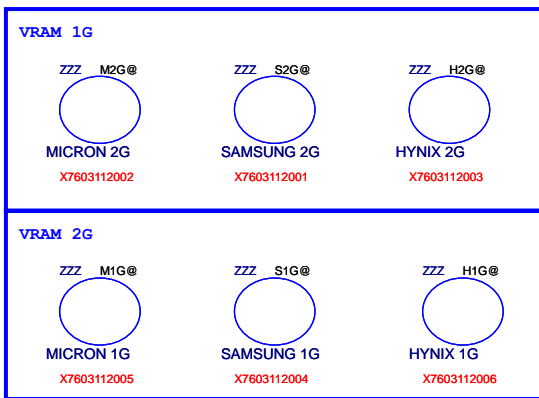 VRAM 1G
ZZZ M2G@ ZZZ S2G@ ZZZ H2G@
MICRON 2G SAMSUNG 2G HYNIX 2G
X7603112002 X7603112001 X7603112003
VRAM 2G
ZZZ M1G@ ZZZ S1G@ ZZZ H1G@
MICRON 1G SAMSUNG 1G HYNIX 1G
X7603112005 X7603112004 X7603112006